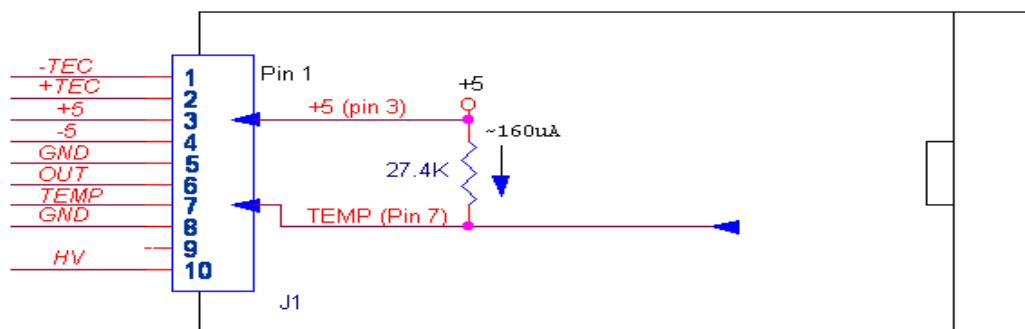 -TEC
+TEC
+5
-5
GND
OUT
TEMP
GND
HV
1
2
3
4
5
6
7
8
9
10
Pin 1
J1
+5 (pin 3)
+5
~160uA
27.4K
TEMP (Pin 7)